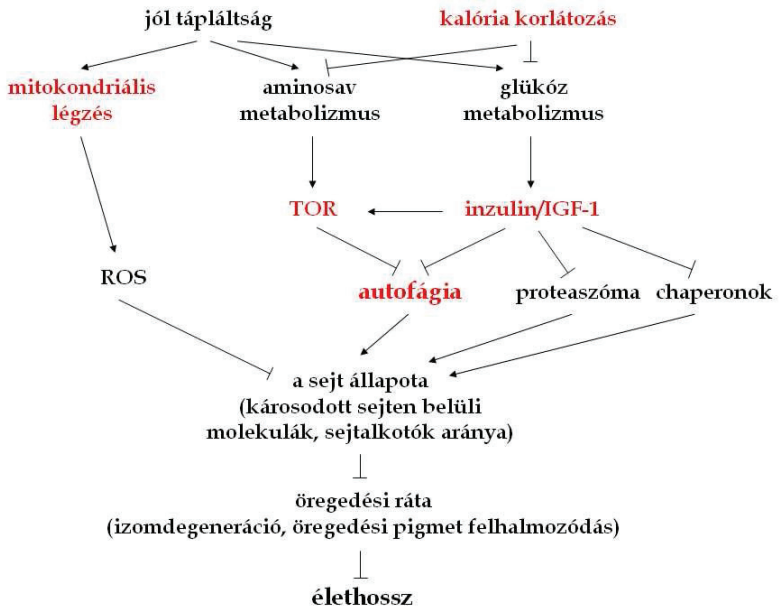 jól tápláltság
kalória korlátozás
mitokondriális
légzés
aminosav
metabolizmus
glükóz
metabolizmus
TOR
inzulin/IGF-1
ROS
autofágia
proteaszóma
chaperonok
a sejt állapota
(károsodott sejten belüli
molekulák, sejtalkotók aránya)
öregedési ráta
(izomdegeneráció, öregedési pigmet felhalmozódás)
élethossz